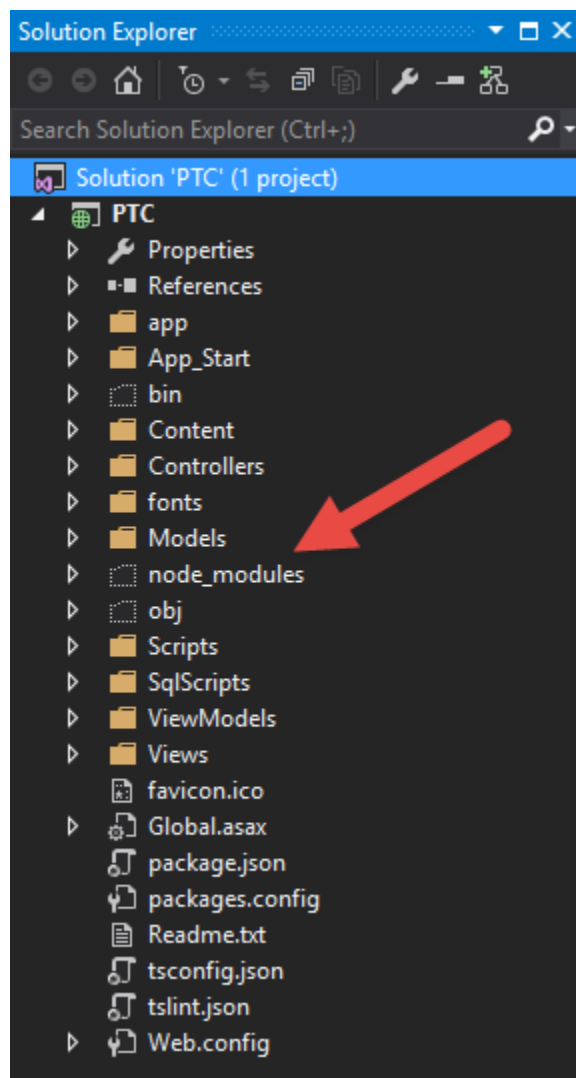 Solution Explorer
Search Solution Explorer (Ctrl+;)
Solution 'PTC' (1 project)
PTC
Properties
References
app
App_Start
bin
Content
Controllers
fonts
Models
node_modules
obj
Scripts
SqlScripts
ViewModels
Views
favicon.ico
Global.asax
package.json
packages.config
Readme.txt
tsconfig.json
tslint.json
Web.config